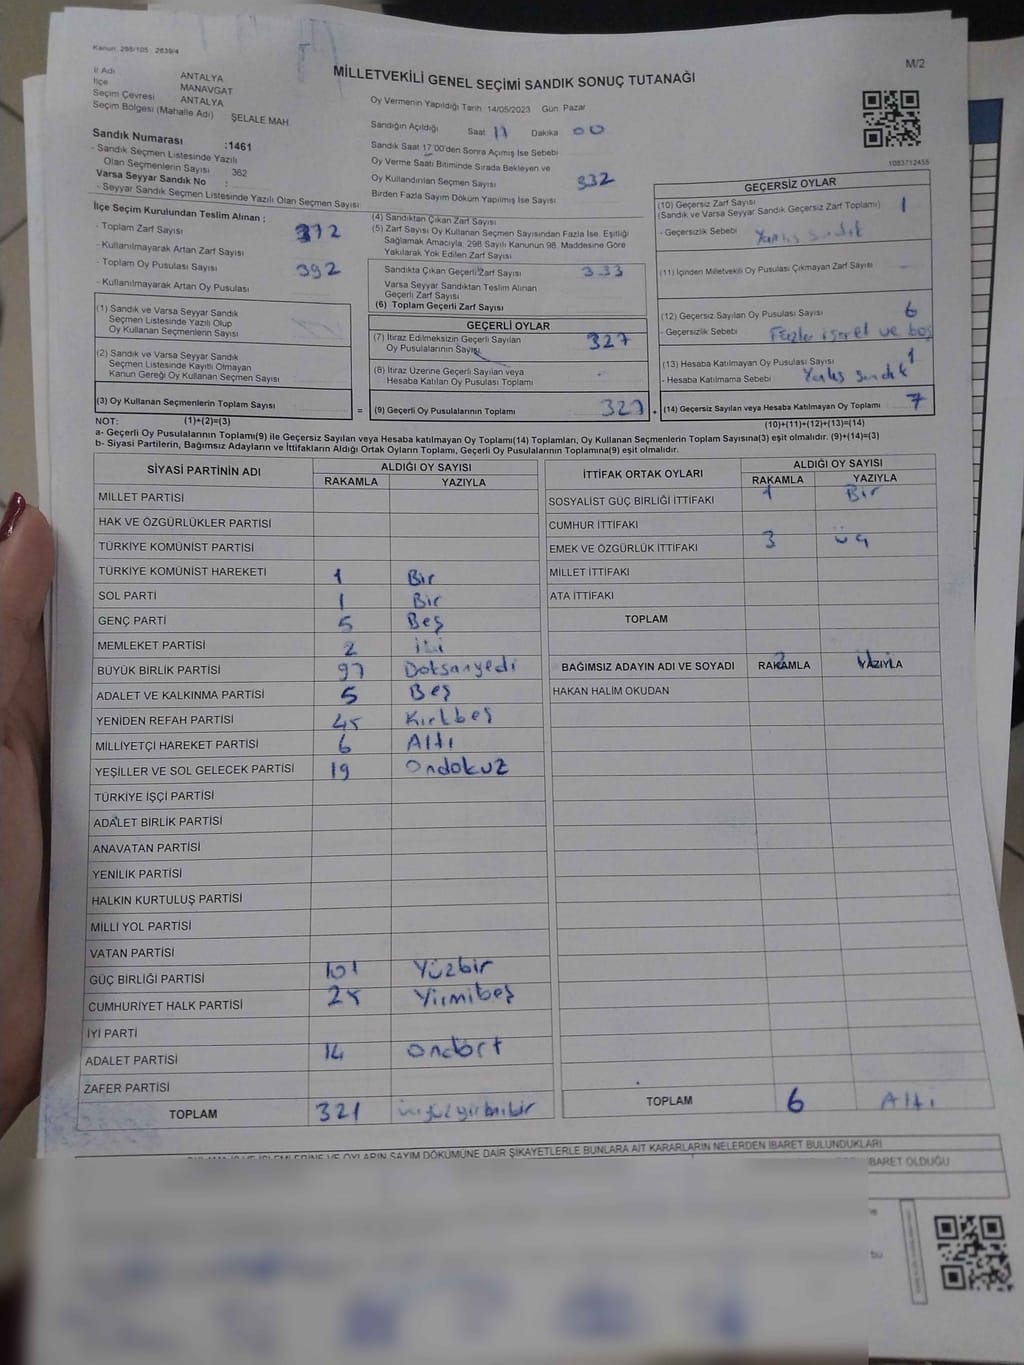 Kanun: 298/105 2839/4
MİLLETVEKİLİ GENEL SEÇİMİ SANDIK SONUÇ TUTANAĞI
M/2
İl Adı ANTALYA
İlçe MANAVGAT
Seçim Çevresi ANTALYA
Seçim Bölgesi (Mahalle Adı) : ŞELALE MAH.
Sandık Numarası :1461
- Sandık Seçmen Listesinde Yazılı
Olan Seçmenlerin Sayısı 362
Varsa Seyyar Sandık No :
- Seyyar Sandık Seçmen Listesinde Yazılı Olan Seçmen Sayısı:
Oy Vermenin Yapıldığı Tarih 14/05/2023 Gün Pazar
Sandığın Açıldığı Saat 17 Dakika 00
Sandık Saat 17:00'den Sonra Açımış İse Sebebi
Oy Verme Saati Bitiminde Sırada Bekleyen ve
Oy Kullandırılan Seçmen Sayısı 332
Birden Fazla Sayım Döküm Yapılmış İse Sayısı
1083712455
İlçe Seçim Kurulundan Teslim Alınan ;
- Toplam Zarf Sayısı 372
- Kullanılmayarak Artan Zarf Sayısı
- Toplam Oy Pusulası Sayısı 392
- Kullanılmayarak Artan Oy Pusulası
(1) Sandık ve Varsa Seyyar Sandık
Seçmen Listesinde Yazılı Olup
Oy Kullanan Seçmenlerin Sayısı
(2) Sandık ve Varsa Seyyar Sandık
Seçmen Listesinde Kayıtlı Olmayan
Kanun Gereği Oy Kullanan Seçmen Sayısı :
(3) Oy Kullanan Seçmenlerin Toplam Sayısı
(4) Sandıktan Çıkan Zarf Sayısı
(5) Zarf Sayısı Oy Kullanan Seçmen Sayısından Fazla İse, Eşitliği
Sağlamak Amacıyla, 298 Sayılı Kanunun 98. Maddesine Göre
Yakılarak Yok Edilen Zarf Sayısı
Sandıkta Çıkan Geçerli Zarf Sayısı 333
Varsa Seyyar Sandıktan Teslim Alınan
Geçerli Zarf Sayısı
(6) Toplam Geçerli Zarf Sayısı
GEÇERLİ OYLAR
(7) İtiraz Edilmeksizin Geçerli Sayılan
Oy Pusulalarının Sayısı 327
(8) İtiraz Üzerine Geçerli Sayılan veya
Hesaba Katılan Oy Pusulası Toplamı -
= (9) Geçerli Oy Pusulalarının Toplamı 327 +
GEÇERSİZ OYLAR
(10) Geçersiz Zarf Sayısı
(Sandık ve Varsa Seyyar Sandık Geçersiz Zarf Toplamı) 1
- Geçersizlik Sebebi Yanlış sandık
(11) İçinden Milletvekili Oy Pusulası Çıkmayan Zarf Sayısı
(12) Geçersiz Sayılan Oy Pusulası Sayısı 6
- Geçersizlik Sebebi Fazla işaret ve boş
(13) Hesaba Katılmayan Oy Pusulası Sayısı 1
- Hesaba Katılmama Sebebi Yanlış sandık
(14) Geçersiz Sayılan veya Hesaba Katılmayan Oy Toplamı 7
NOT: (1)+(2)=(3)
(10)+(11)+(12)+(13)=(14)
a- Geçerli Oy Pusulalarının Toplamı(9) ile Geçersiz Sayılan veya Hesaba katılmayan Oy Toplamı(14) Toplamları, Oy Kullanan Seçmenlerin Toplam Sayısına(3) eşit olmalıdır. (9)+(14)=(3)
b- Siyasi Partilerin, Bağımsız Adayların ve İttifakların Aldığı Ortak Oyların Toplamı, Geçerli Oy Pusulalarının Toplamına(9) eşit olmalıdır.
SİYASİ PARTİNİN ADI ALDIĞI OY SAYISI
RAKAMLA YAZIYLA
MİLLET PARTİSİ
HAK VE ÖZGÜRLÜKLER PARTİSİ
TÜRKİYE KOMÜNİST PARTİSİ
TÜRKİYE KOMÜNİST HAREKETİ 1 Bir
SOL PARTİ 1 Bir
GENÇ PARTİ 5 Beş
MEMLEKET PARTİSİ 2 iki
BÜYÜK BİRLİK PARTİSİ 97 Doksanyedi
ADALET VE KALKINMA PARTİSİ 5 Beş
YENİDEN REFAH PARTİSİ 45 Kırkbeş
MİLLİYETÇİ HAREKET PARTİSİ 6 Altı
YEŞİLLER VE SOL GELECEK PARTİSİ 19 Ondokuz
TÜRKİYE İŞÇİ PARTİSİ
ADALET BİRLİK PARTİSİ
ANAVATAN PARTİSİ
YENİLİK PARTİSİ
HALKIN KURTULUŞ PARTİSİ
MİLLİ YOL PARTİSİ
VATAN PARTİSİ
GÜÇ BİRLİĞİ PARTİSİ 101 Yüzbir
CUMHURİYET HALK PARTİSİ 25 Yirmibeş
İYİ PARTİ
ADALET PARTİSİ 14 ondört
ZAFER PARTİSİ
TOPLAM 321 üçyüzyirmibir
İTTİFAK ORTAK OYLARI ALDIĞI OY SAYISI
RAKAMLA YAZIYLA
SOSYALİST GÜÇ BİRLİĞİ İTTİFAKI 1 Bir
CUMHUR İTTİFAKI
EMEK VE ÖZGÜRLÜK İTTİFAKI 3 üç
MİLLET İTTİFAKI
ATA İTTİFAKI
TOPLAM
BAĞIMSIZ ADAYIN ADI VE SOYADI RAKAMLA YAZIYLA
HAKAN HALİM OKUDAN
TOPLAM 6 Altı
DÖKÜMÜNE DAİR ŞİKAYETLERLE BUNLARA AİT KARARLARIN NELERDEN İBARET BULUNDUKLARI
İBARET OLDUĞU